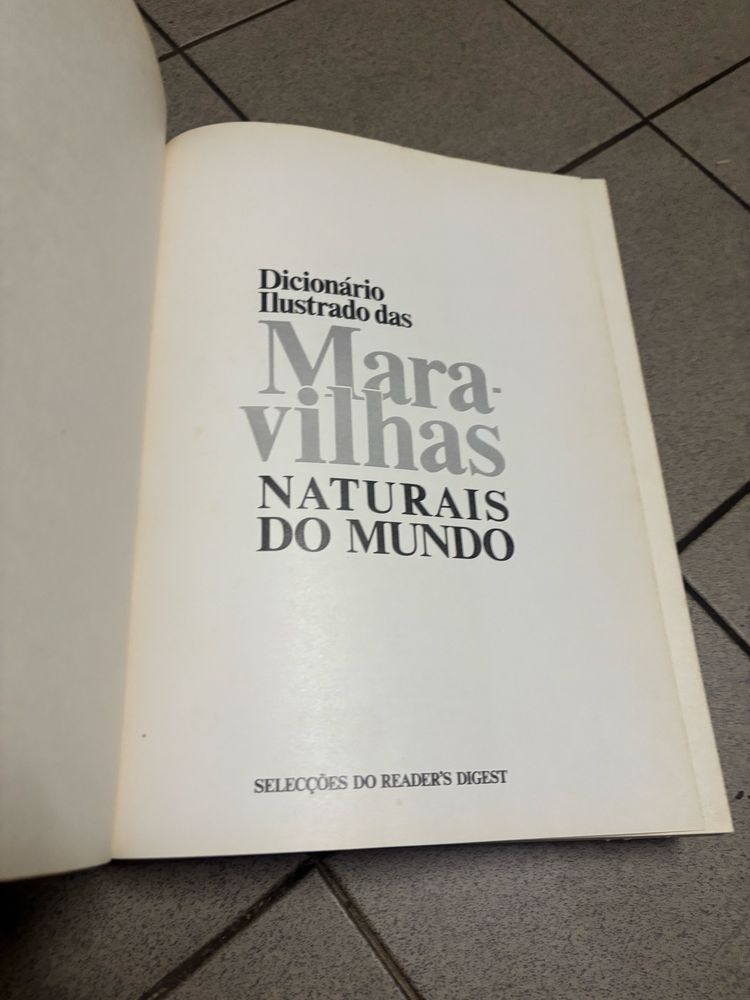 Dicionário
Ilustrado das
Mara-
vilhas
NATURAIS
DO MUNDO
SELECÇÕES DO READER'S DIGEST